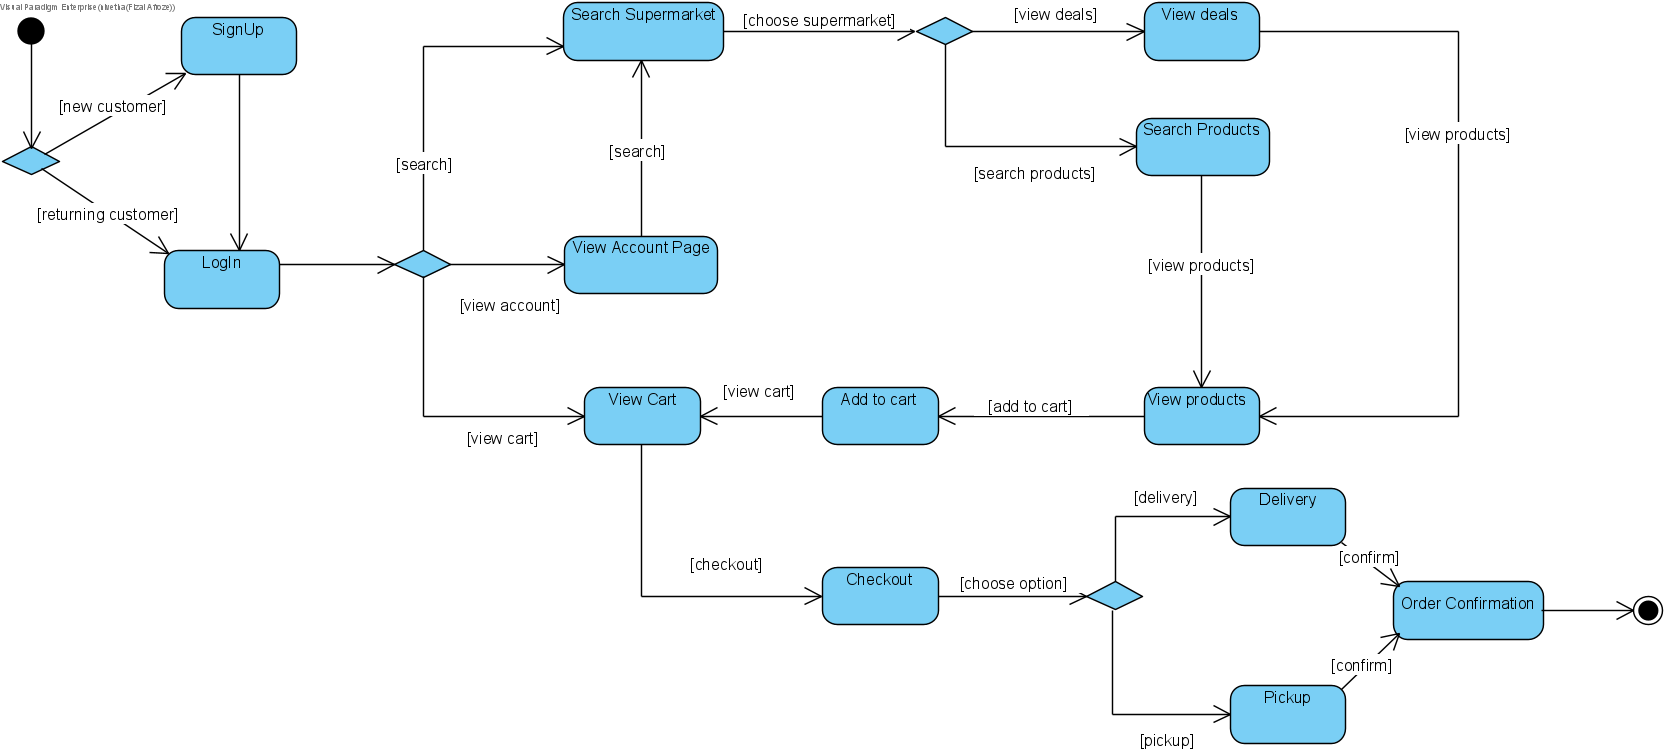 Visual Paradigm Enterprise
SignUp
Search Supermarket
[choose supermarket]
[view deals]
View deals
[new customer]
Search Products
[view products]
[search]
[search]
[search products]
[returning customer]
LogIn
View Account Page
[view products]
[view account]
View Cart
[view cart]
Add to cart
[add to cart]
View products
[view cart]
[delivery]
Delivery
[checkout]
Checkout
[choose option]
[confirm]
Order Confirmation
[confirm]
Pickup
[pickup]